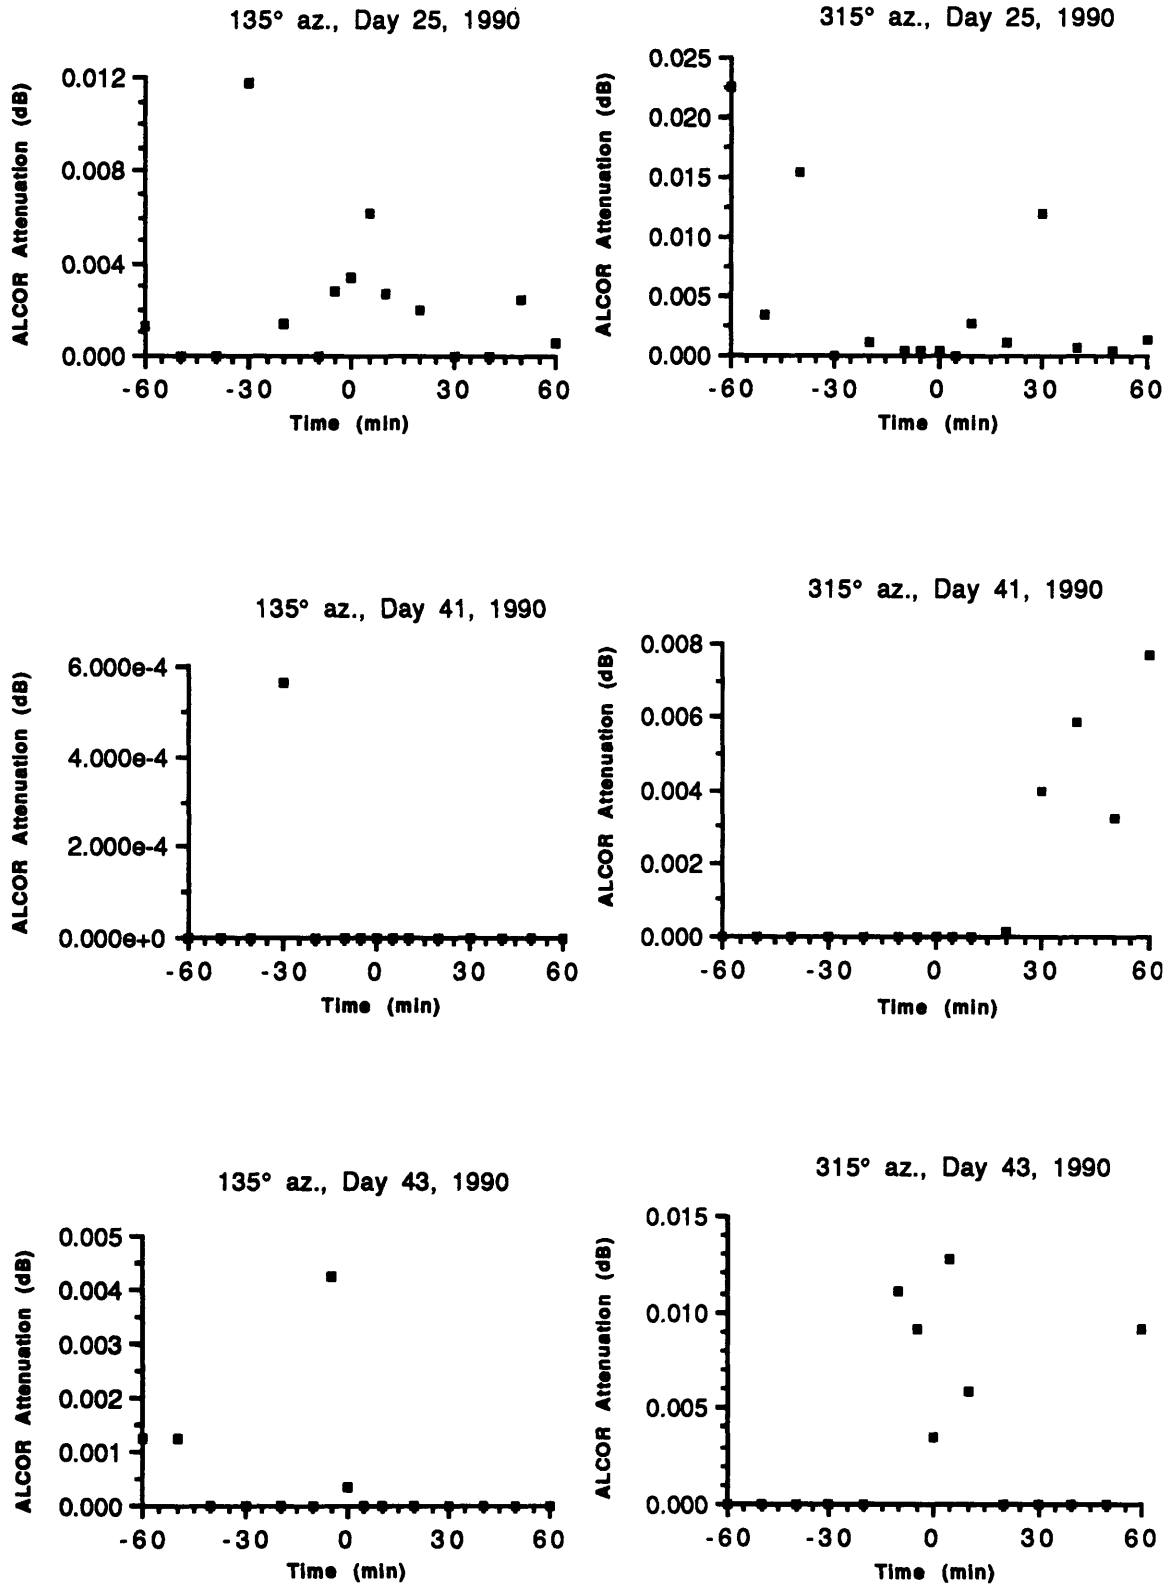 135° az., Day 25, 1990
ALCOR Attenuation (dB)
0.012
0.008
0.004
0.000
-60 -30 0 30 60
Time (min)
315° az., Day 25, 1990
ALCOR Attenuation (dB)
0.025
0.020
0.015
0.010
0.005
0.000
-60 -30 0 30 60
Time (min)
135° az., Day 41, 1990
ALCOR Attenuation (dB)
6.000e-4
4.000e-4
2.000e-4
0.000e+0
-60 -30 0 30 60
Time (min)
315° az., Day 41, 1990
ALCOR Attenuation (dB)
0.008
0.006
0.004
0.002
0.000
-60 -30 0 30 60
Time (min)
135° az., Day 43, 1990
ALCOR Attenuation (dB)
0.005
0.004
0.003
0.002
0.001
0.000
-60 -30 0 30 60
Time (min)
315° az., Day 43, 1990
ALCOR Attenuation (dB)
0.015
0.010
0.005
0.000
-60 -30 0 30 60
Time (min)